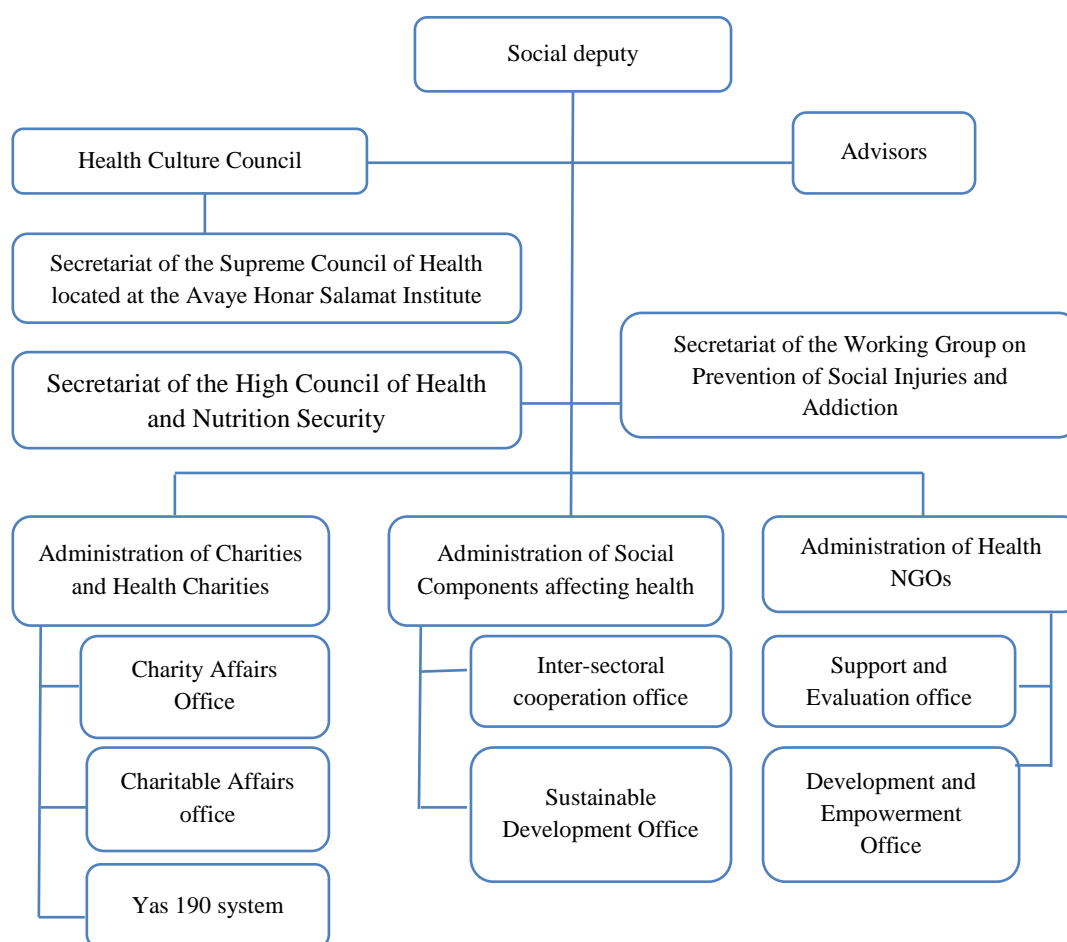 Social deputy
Health Culture Council
Advisors
Secretariat of the Supreme Council of Health
located at the Avaye Honar Salamat Institute
Secretariat of the Working Group on
Prevention of Social Injuries and
Addiction
Secretariat of the High Council of Health
and Nutrition Security
Administration of Charities
and Health Charities
Administration of Social
Components affecting health
Administration of Health
NGOs
Charity Affairs
Office
Inter-sectoral
cooperation office
Support and
Evaluation office
Charitable Affairs
office
Sustainable
Development Office
Development and
Empowerment
Office
Yas 190 system